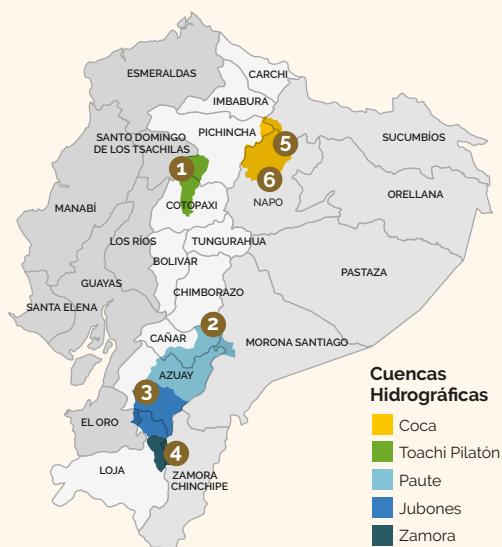 ESMERALDAS
CARCHI
IMBABURA
SANTO DOMINGO
DE LOS TSACHILAS
PICHINCHA
5
SUCUMBÍOS
1
6
ORELLANA
COTOPAXI
NAPO
MANABÍ
LOS RÍOS
TUNGURAHUA
BOLIVAR
PASTAZA
GUAYAS
CHIMBORAZO
SANTA ELENA
2
CAÑAR
MORONA SANTIAGO
AZUAY
3
EL ORO
4
LOJA
ZAMORA
CHINCHIPE
Cuencas
Hidrográficas
Coca
Toachi Pilatón
Paute
Jubones
Zamora